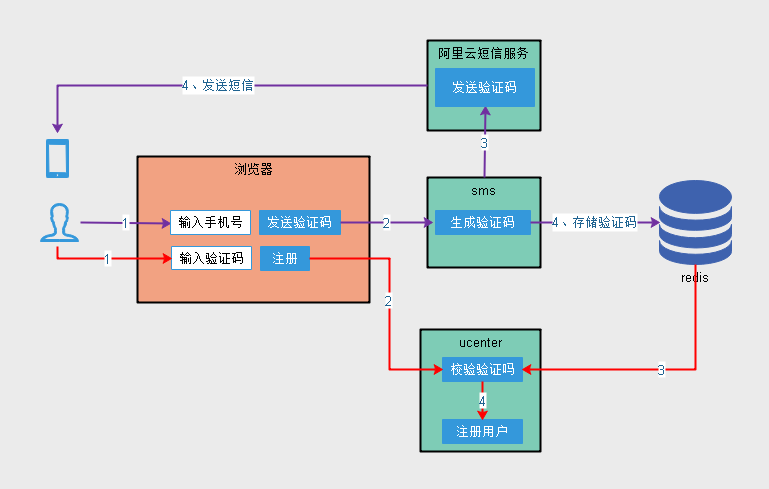 阿里云短信服务
发送验证码
4、发送短信
3
浏览器
sms
1
输入手机号
发送验证码
2
生成验证码
4、存储验证码
1
输入验证码
注册
redis
2
ucenter
校验验证吗
3
4
注册用户